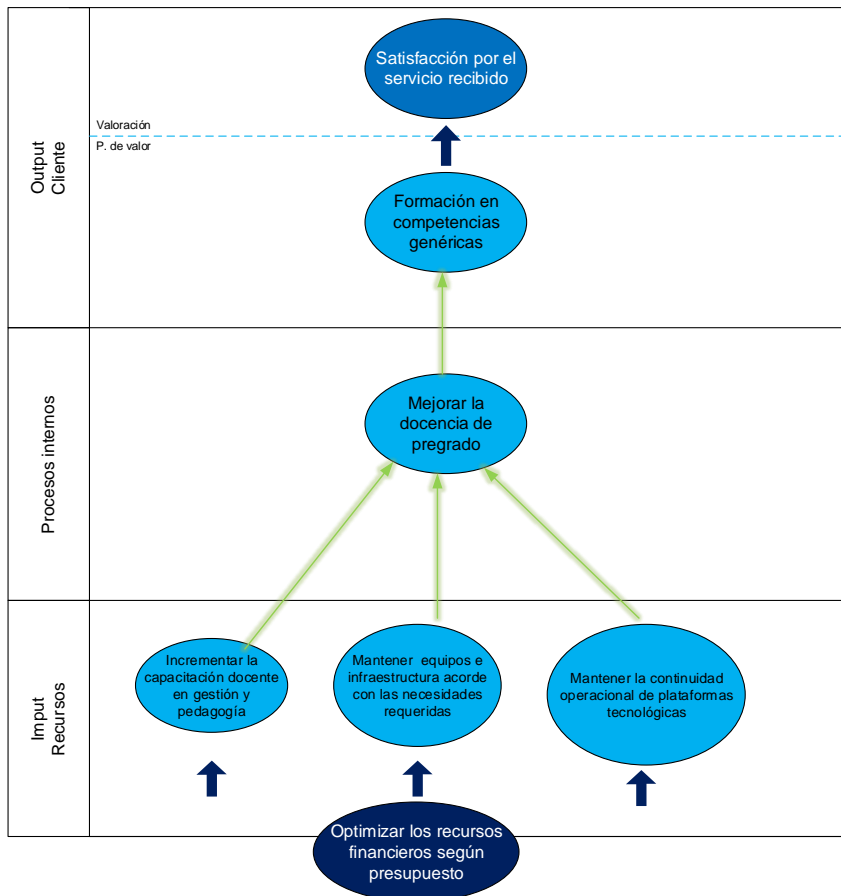 Satisfacción por el
servicio recibido
Valoración
P. de valor
Output
Cliente
Formación en
competencias
genéricas
Procesos internos
Mejorar la
docencia de
pregrado
Imput
Recursos
Incrementar la
capacitación docente
en gestión y
pedagogía
Mantener equipos e
infraestructura acorde
con las necesidades
requeridas
Mantener la continuidad
operacional de plataformas
tecnológicas
Optimizar los recursos
financieros según
presupuesto